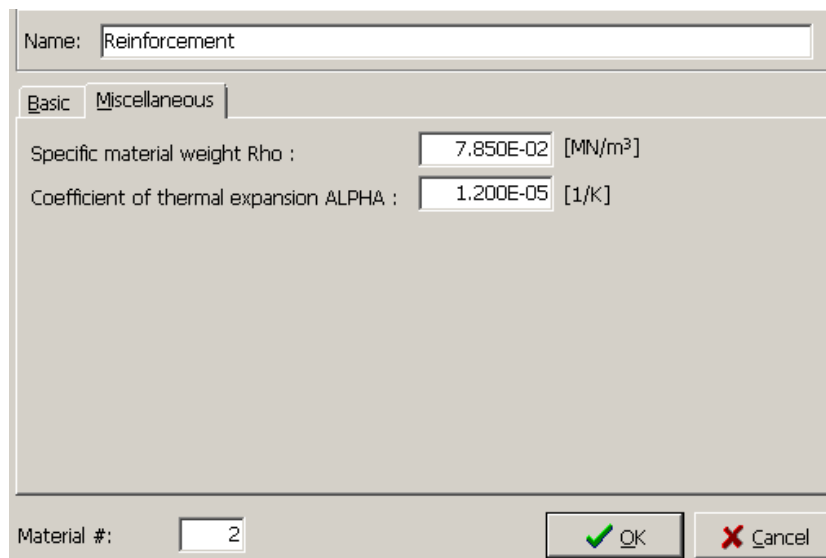 Name: Reinforcement
Basic Miscellaneous
Specific material weight Rho : 7.850E-02 [MN/m³]
Coefficient of thermal expansion ALPHA : 1.200E-05 [1/K]
Material #: 2 OK Cancel